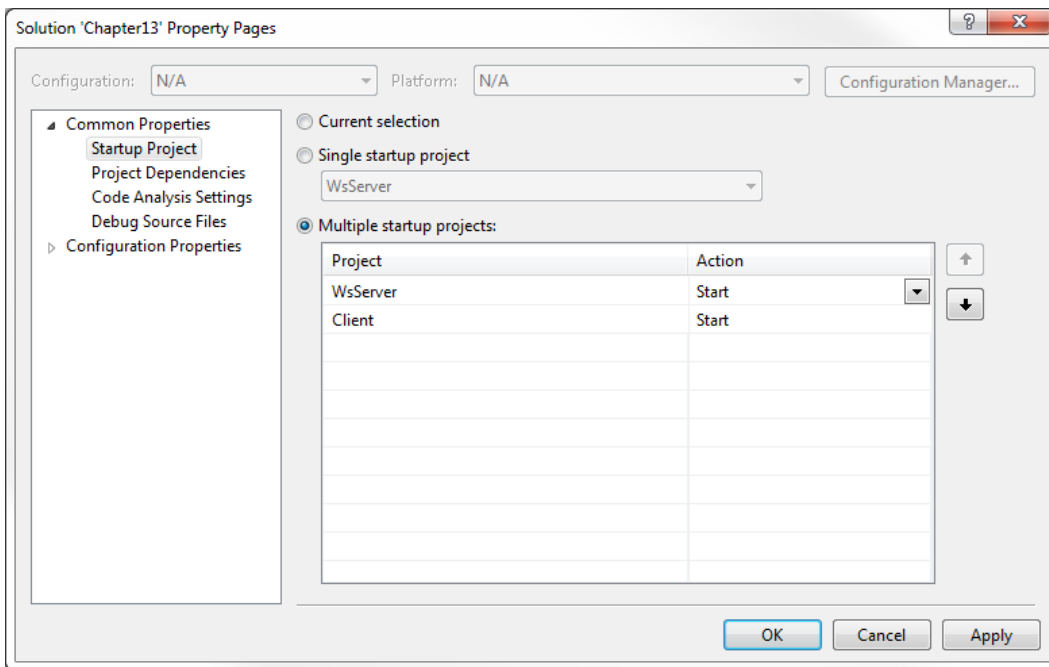 Solution 'Chapter13' Property Pages
?
Configuration: N/A Platform: N/A Configuration Manager...
Common Properties
Startup Project
Project Dependencies
Code Analysis Settings
Debug Source Files
Configuration Properties
Current selection
Single startup project
WsServer
Multiple startup projects:
Project Action
WsServer Start
Client Start
OK Cancel Apply